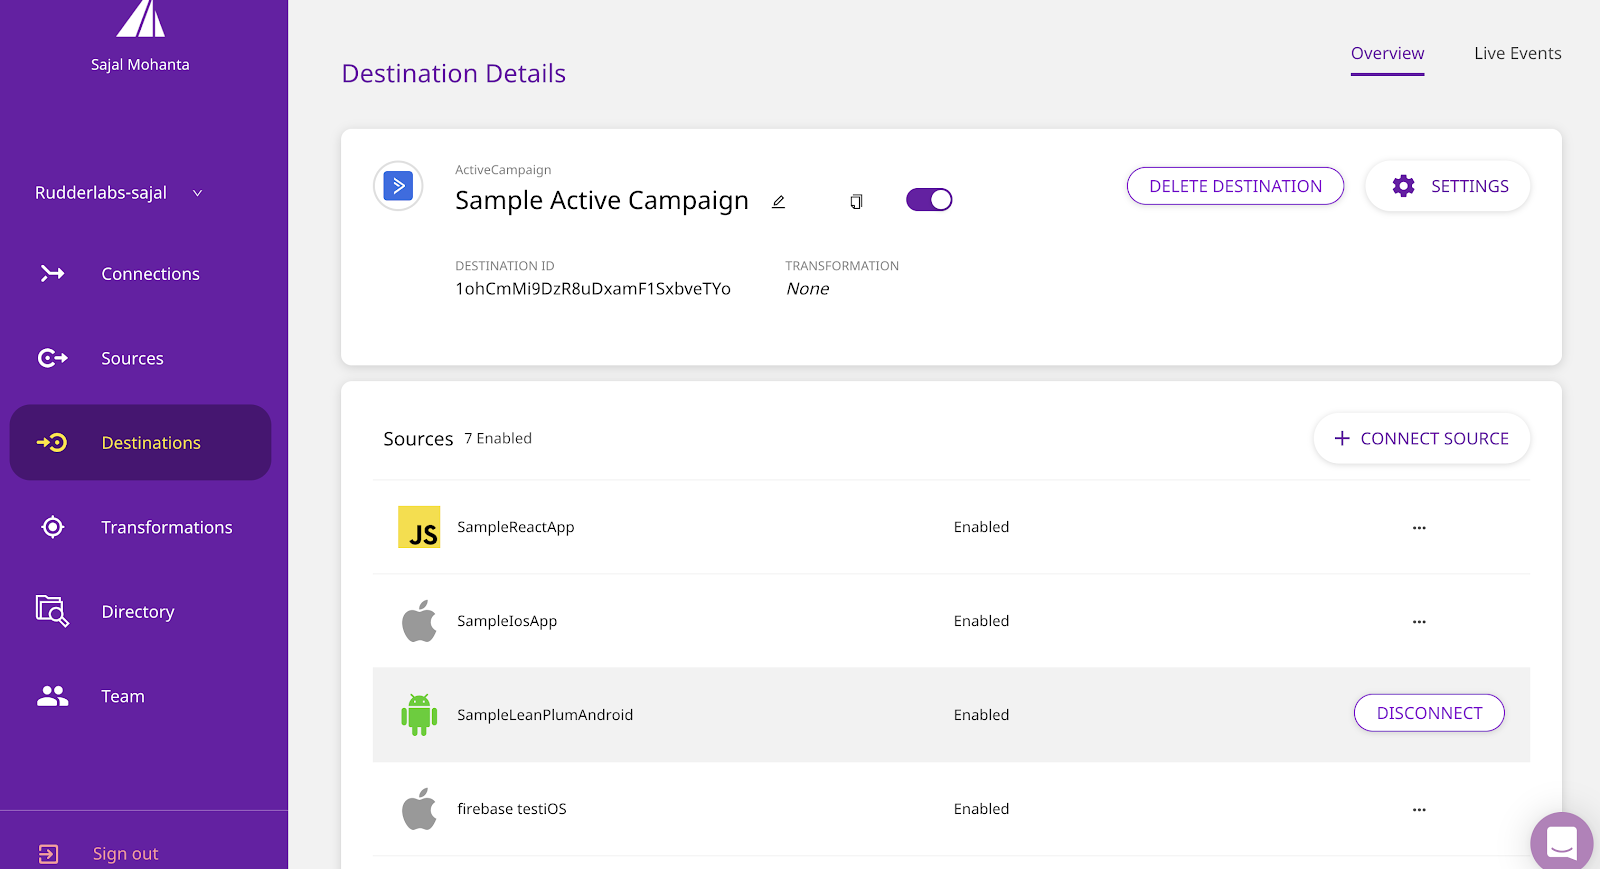 Sajal Mohanta
Rudderlabs-sajal
Connections
Sources
Destinations
Transformations
Directory
Team
Sign out
Destination Details
Overview
Live Events
ActiveCampaign
Sample Active Campaign
DELETE DESTINATION
SETTINGS
DESTINATION ID
1ohCmMi9DzR8uDxamF1SxbveTYo
TRANSFORMATION
None
Sources 7 Enabled
+ CONNECT SOURCE
JS SampleReactApp Enabled ...
SampleIosApp Enabled ...
SampleLeanPlumAndroid Enabled DISCONNECT
firebase testiOS Enabled ...